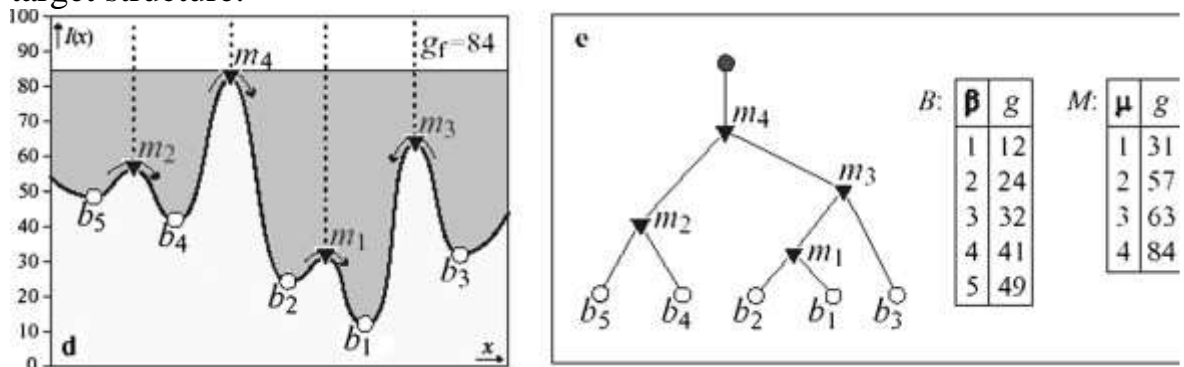 target structure.
100
90
80
70
60
50
40
30
20
10
0
I(x)
g_f=84
m4
m2
m3
m1
b5
b4
b2
b1
b3
d
x
e
m4
m3
m2
m1
b5 b4 b2 b1 b3
B: β g
1 12
2 24
3 32
4 41
5 49
M: μ g
1 31
2 57
3 63
4 84